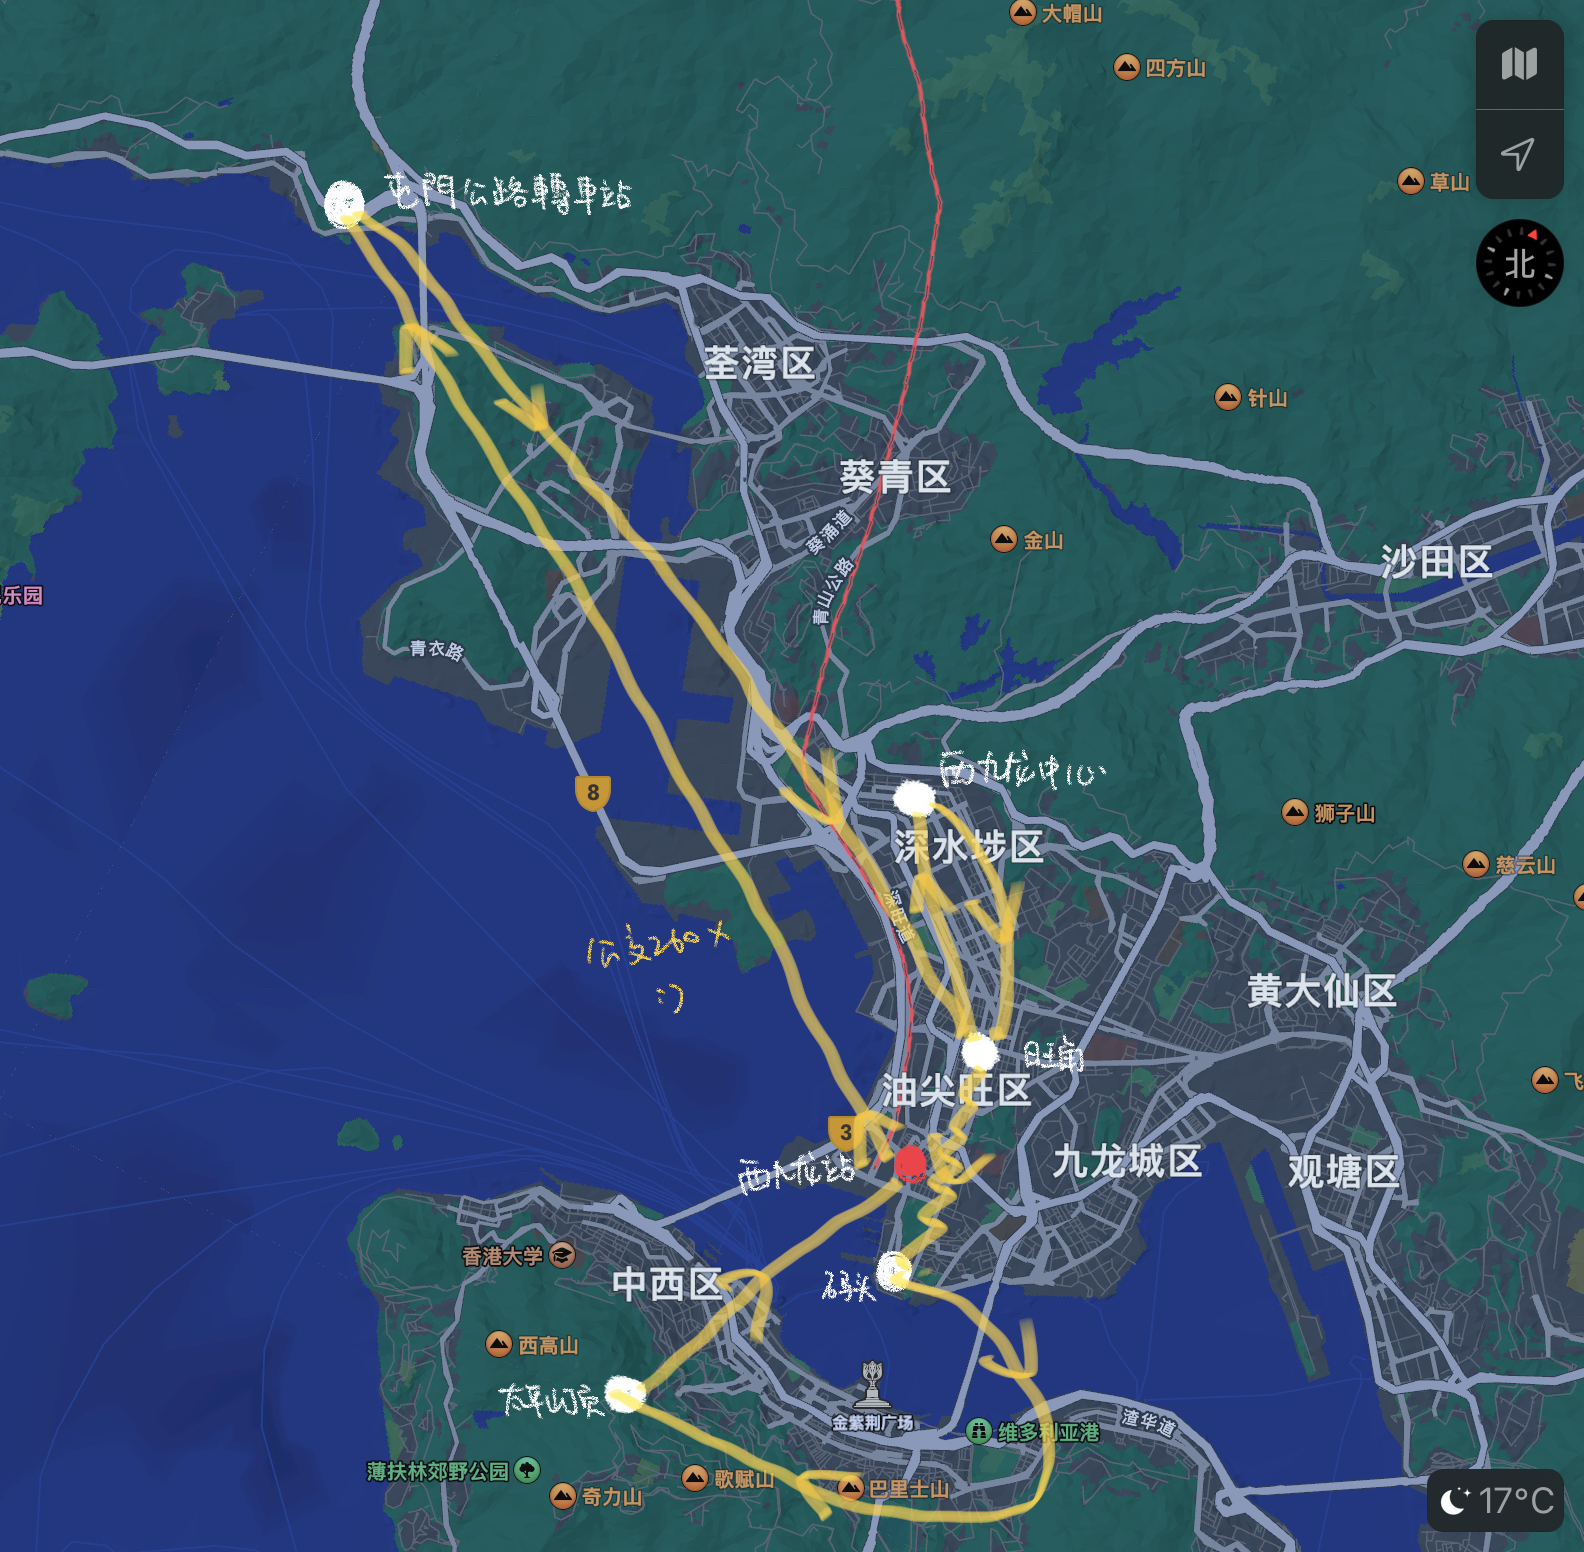 大帽山
四方山
草山
北
屯門公路轉車站
荃湾区
针山
葵青区
葵涌道
金山
沙田区
青山公路
乐园
青衣路
西九龙中心
8
狮子山
深水埗区
慈云山
深旺道
公交260X
黄大仙区
旺角
油尖旺区
飞
3
西九龙站
九龙城区
观塘区
香港大学
中西区
码头
西高山
太平山顶
金紫荆广场
维多利亚港
渣华道
薄扶林郊野公园
歌赋山
奇力山
巴里士山
17°C